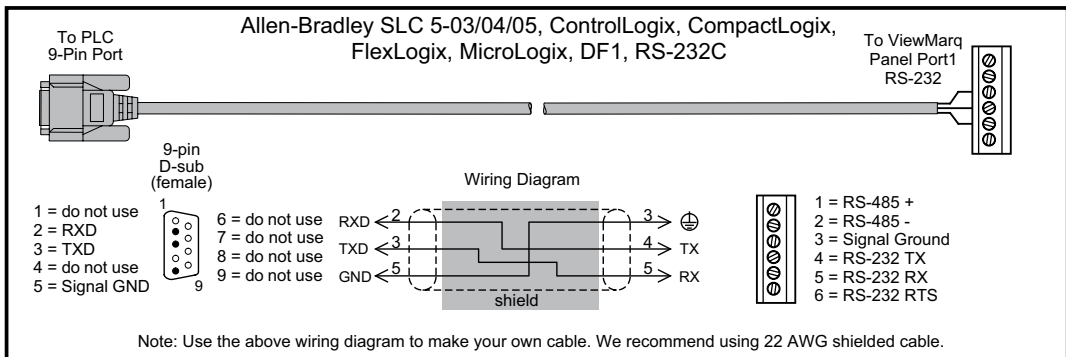 Allen-Bradley SLC 5-03/04/05, ControlLogix, CompactLogix,
FlexLogix, MicroLogix, DF1, RS-232C
To PLC
9-Pin Port
To ViewMarq
Panel Port1
RS-232
9-pin
D-sub
(female)
1
9
1 = do not use
2 = RXD
3 = TXD
4 = do not use
5 = Signal GND
6 = do not use
7 = do not use
8 = do not use
9 = do not use
Wiring Diagram
RXD 2 3
TXD 3 4 TX
GND 5 5 RX
shield
1 = RS-485 +
2 = RS-485 -
3 = Signal Ground
4 = RS-232 TX
5 = RS-232 RX
6 = RS-232 RTS
Note: Use the above wiring diagram to make your own cable. We recommend using 22 AWG shielded cable.